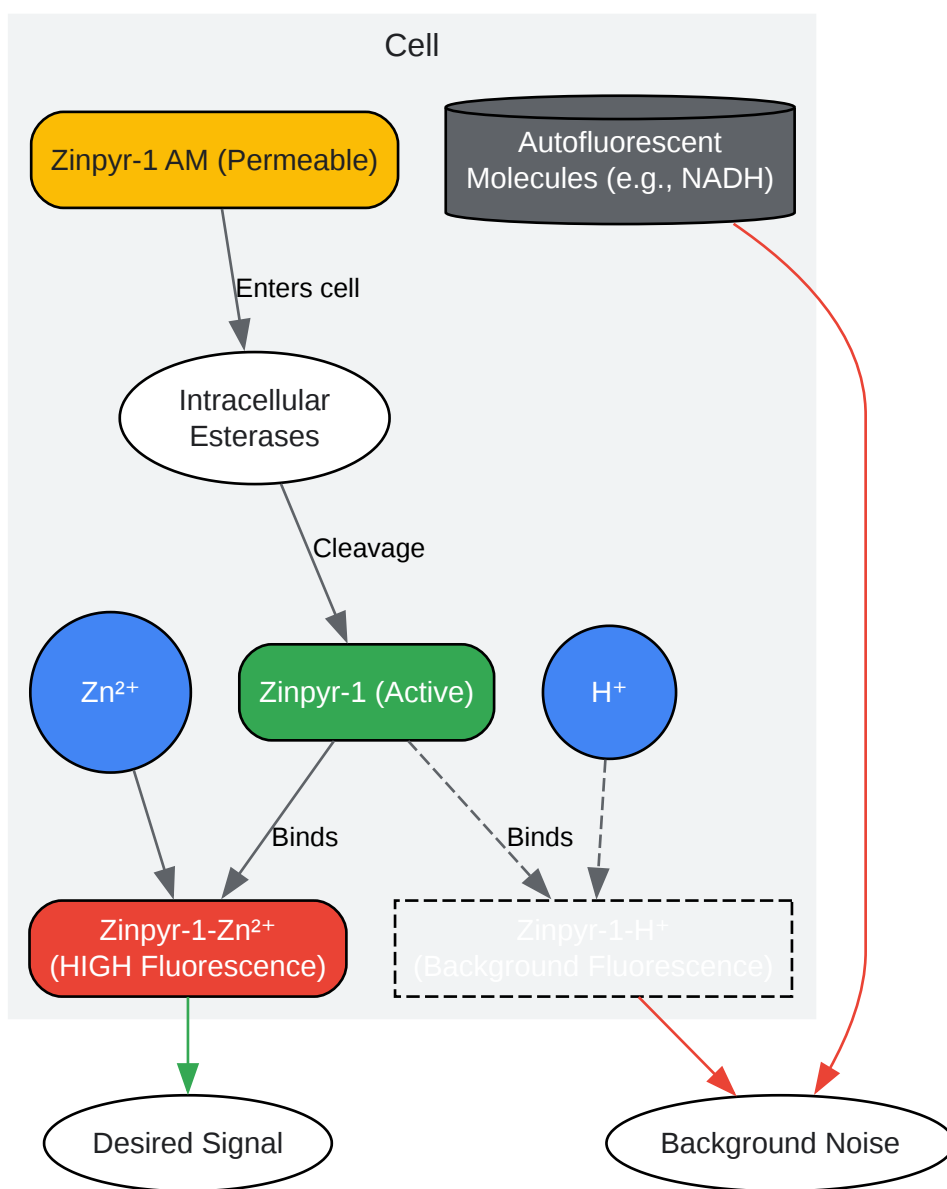 Cell
Zinpyr-1 AM (Permeable)
Autofluorescent
Molecules (e.g., NADH)
Enters cell
Intracellular
Esterases
Cleavage
Zn²⁺
Zinpyr-1 (Active)
H⁺
Binds
Binds
Zinpyr-1-Zn²⁺
(HIGH Fluorescence)
Zinpyr-1-H⁺
(Background Fluorescence)
Desired Signal
Background Noise